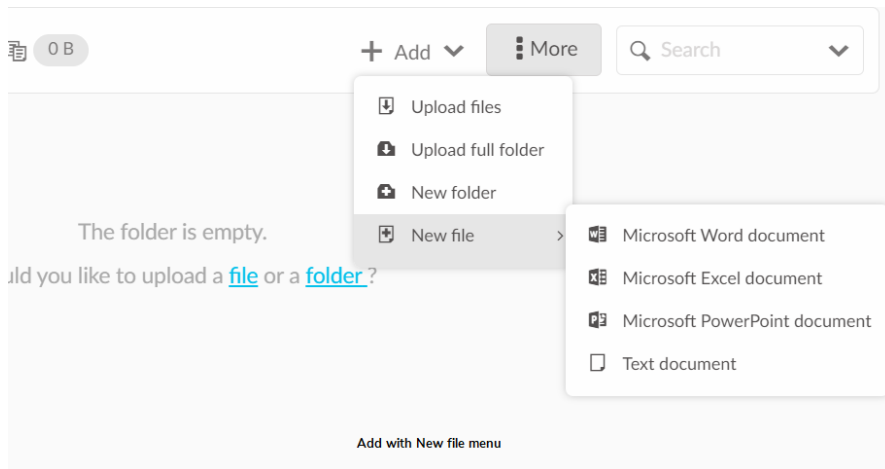 0 B
Add
More
Search
Upload files
Upload full folder
New folder
New file
The folder is empty.
you like to upload a file or a folder ?
Microsoft Word document
Microsoft Excel document
Microsoft PowerPoint document
Text document
Add with New file menu